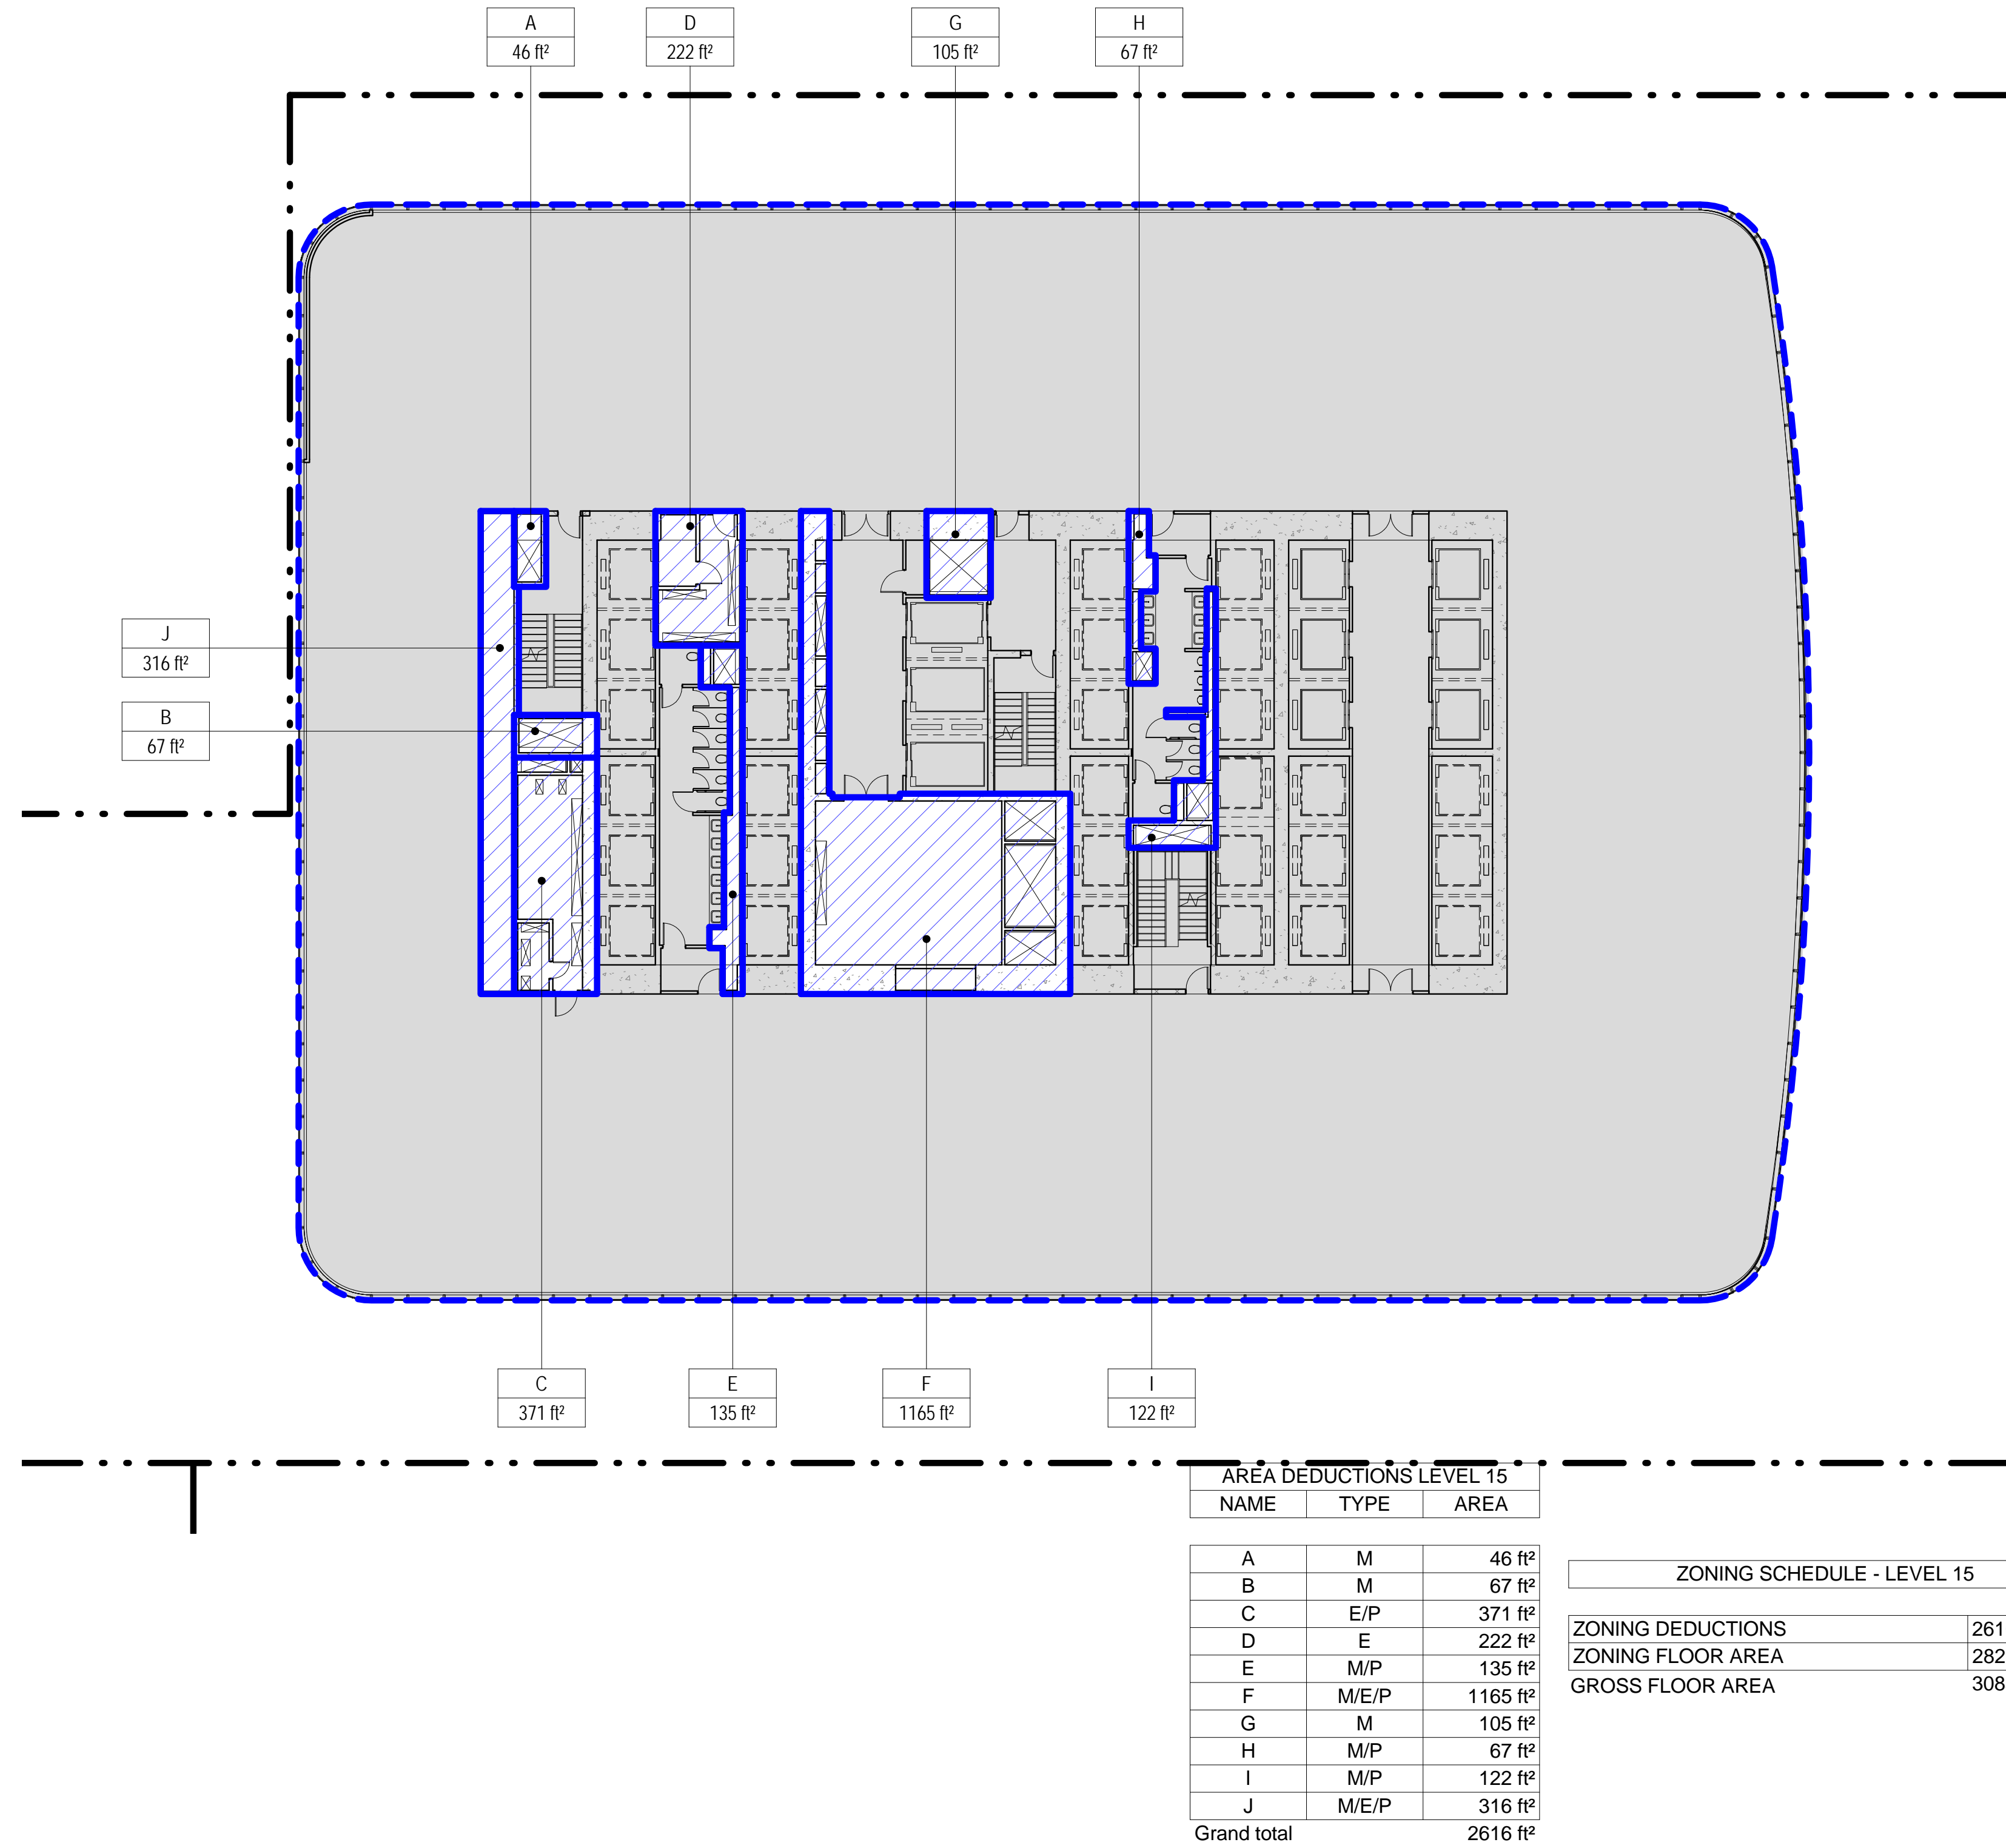 A
46 ft²
D
222 ft²
G
105 ft²
H
67 ft²
J
316 ft²
B
67 ft²
C
371 ft²
E
135 ft²
F
1165 ft²
I
122 ft²
AREA DEDUCTIONS LEVEL 15
NAME TYPE AREA
A M 46 ft²
B M 67 ft²
C E/P 371 ft²
D E 222 ft²
E M/P 135 ft²
F M/E/P 1165 ft²
G M 105 ft²
H M/P 67 ft²
I M/P 122 ft²
J M/E/P 316 ft²
Grand total 2616 ft²
ZONING SCHEDULE - LEVEL 15
ZONING DEDUCTIONS 261
ZONING FLOOR AREA 282
GROSS FLOOR AREA 308